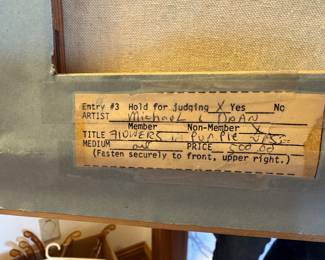 Entry #3 Hold for judging X Yes No
ARTIST Michael L DOAN
Member Non-Member X
TITLE FLOWERS in PURPLE VASE
MEDIUM oil PRICE 500.00
(Fasten securely to front, upper right.)